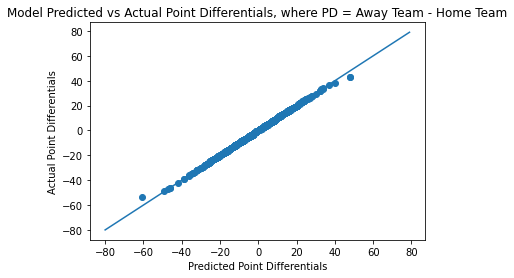 Model Predicted vs Actual Point Differentials, where PD = Away Team - Home Team
Actual Point Differentials
80
60
40
20
0
−20
−40
−60
−80
−80 −60 −40 −20 0 20 40 60 80
Predicted Point Differentials